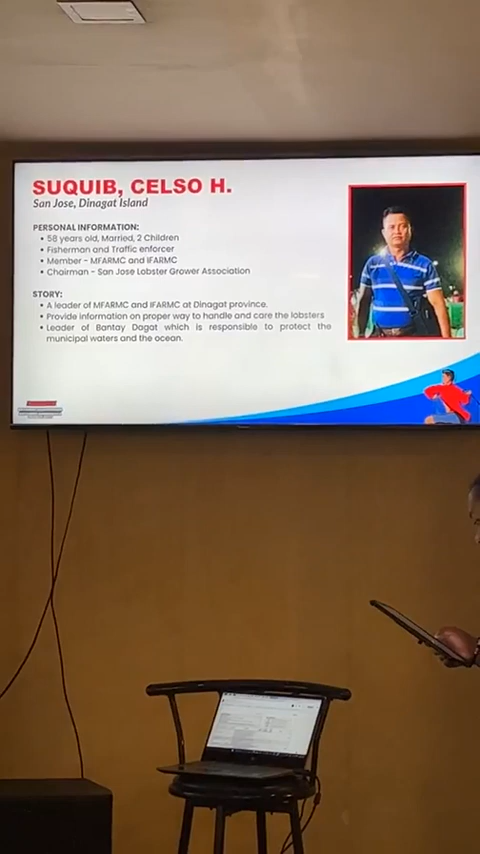 SUQUIB, CELSO H.
San Jose, Dinagat Island
PERSONAL INFORMATION:
• 58 years old, Married, 2 Children
• Fisherman and Traffic enforcer
• Member - MFARMC and IFARMC
• Chairman - San Jose Lobster Grower Association
STORY:
• A leader of MFARMC and IFARMC at Dinagat province.
• Provide information on proper way to handle and care the lobsters
• Leader of Bantay Dagat which is responsible to protect the
municipal waters and the ocean.